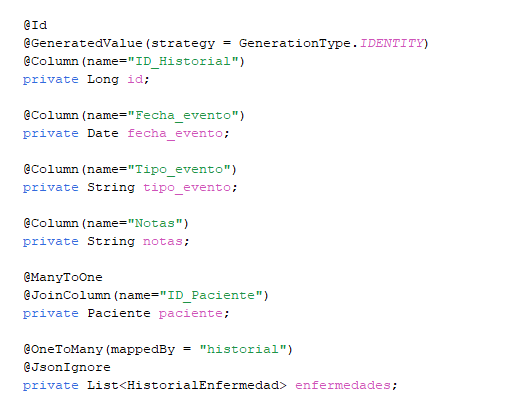 @Id
@GeneratedValue(strategy = GenerationType.IDENTITY)
@Column(name="ID_Historial")
private Long id;
@Column(name="Fecha_evento")
private Date fecha_evento;
@Column(name="Tipo_evento")
private String tipo_evento;
@Column(name="Notas")
private String notas;
@ManyToOne
@JoinColumn(name="ID_Paciente")
private Paciente paciente;
@OneToMany(mappedBy = "historial")
@JsonIgnore
private List<HistorialEnfermedad> enfermedades;